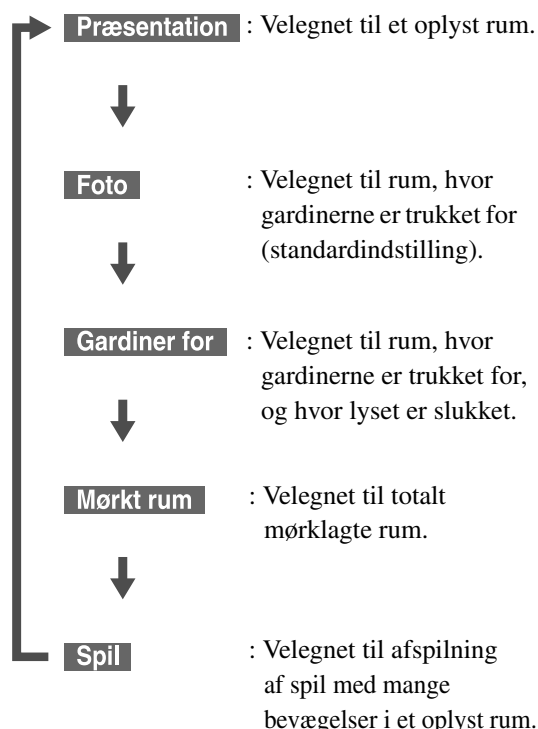 Præsentation : Velegnet til et oplyst rum.
Foto : Velegnet til rum, hvor
gardinerne er trukket for
(standardindstilling).
Gardiner for : Velegnet til rum, hvor
gardinerne er trukket for,
og hvor lyset er slukket.
Mørkt rum : Velegnet til totalt
mørklagte rum.
Spil : Velegnet til afspilning
af spil med mange
bevægelser i et oplyst rum.